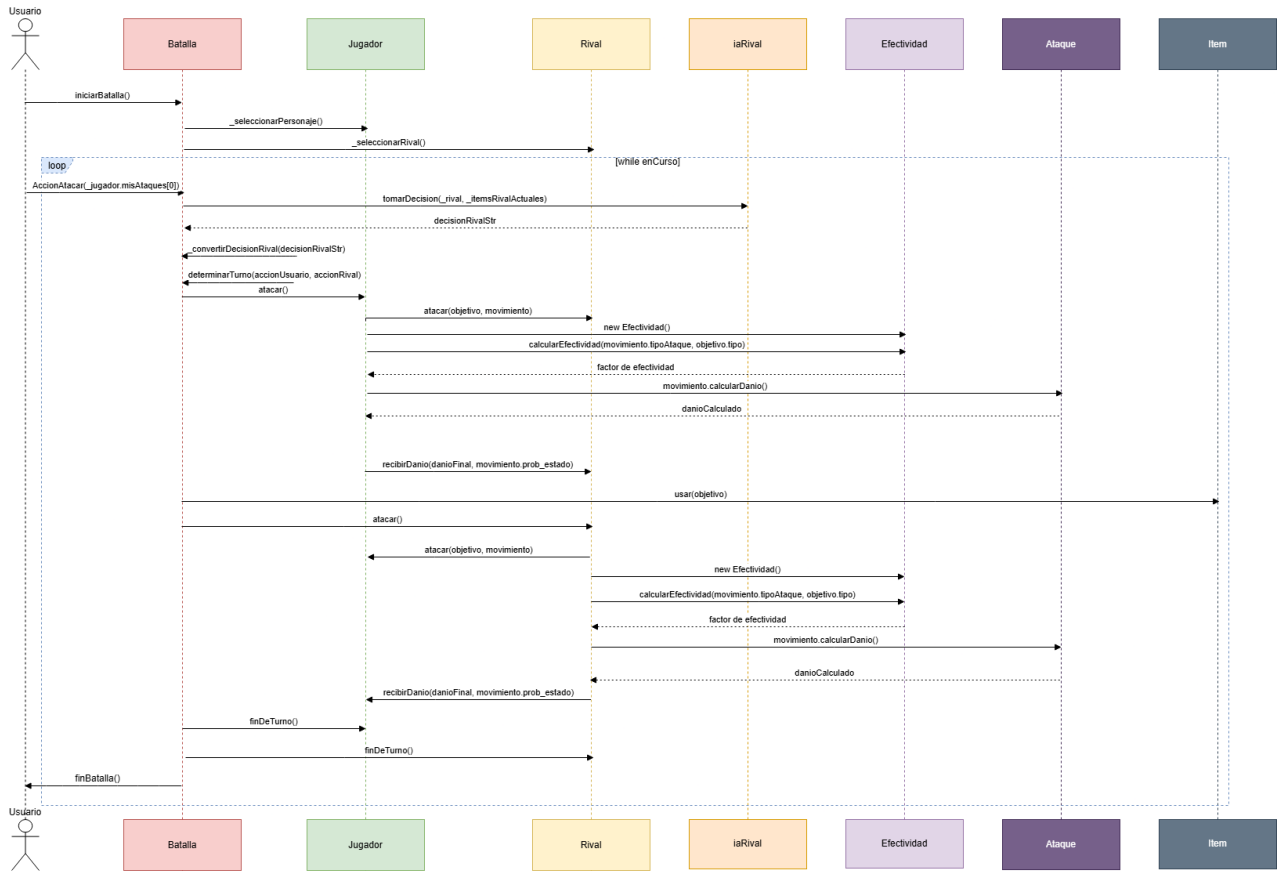 Usuario
Batalla
Jugador
Rival
iaRival
Efectividad
Ataque
Item
iniciarBatalla()
_seleccionarPersonaje()
_seleccionarRival()
loop
[while enCurso]
AccionAtacar(_jugador.misAtaques[0])
tomarDecision(_rival, _itemsRivalActuales)
decisionRivalStr
_convertirDecisionRival(decisionRivalStr)
determinarTurno(accionUsuario, accionRival)
atacar()
atacar(objetivo, movimiento)
new Efectividad()
calcularEfectividad(movimiento.tipoAtaque, objetivo.tipo)
factor de efectividad
movimiento.calcularDanio()
danioCalculado
recibirDanio(danioFinal, movimiento.prob_estado)
usar(objetivo)
atacar()
atacar(objetivo, movimiento)
new Efectividad()
calcularEfectividad(movimiento.tipoAtaque, objetivo.tipo)
factor de efectividad
movimiento.calcularDanio()
danioCalculado
recibirDanio(danioFinal, movimiento.prob_estado)
finDeTurno()
finDeTurno()
finBatalla()
Usuario
Batalla
Jugador
Rival
iaRival
Efectividad
Ataque
Item